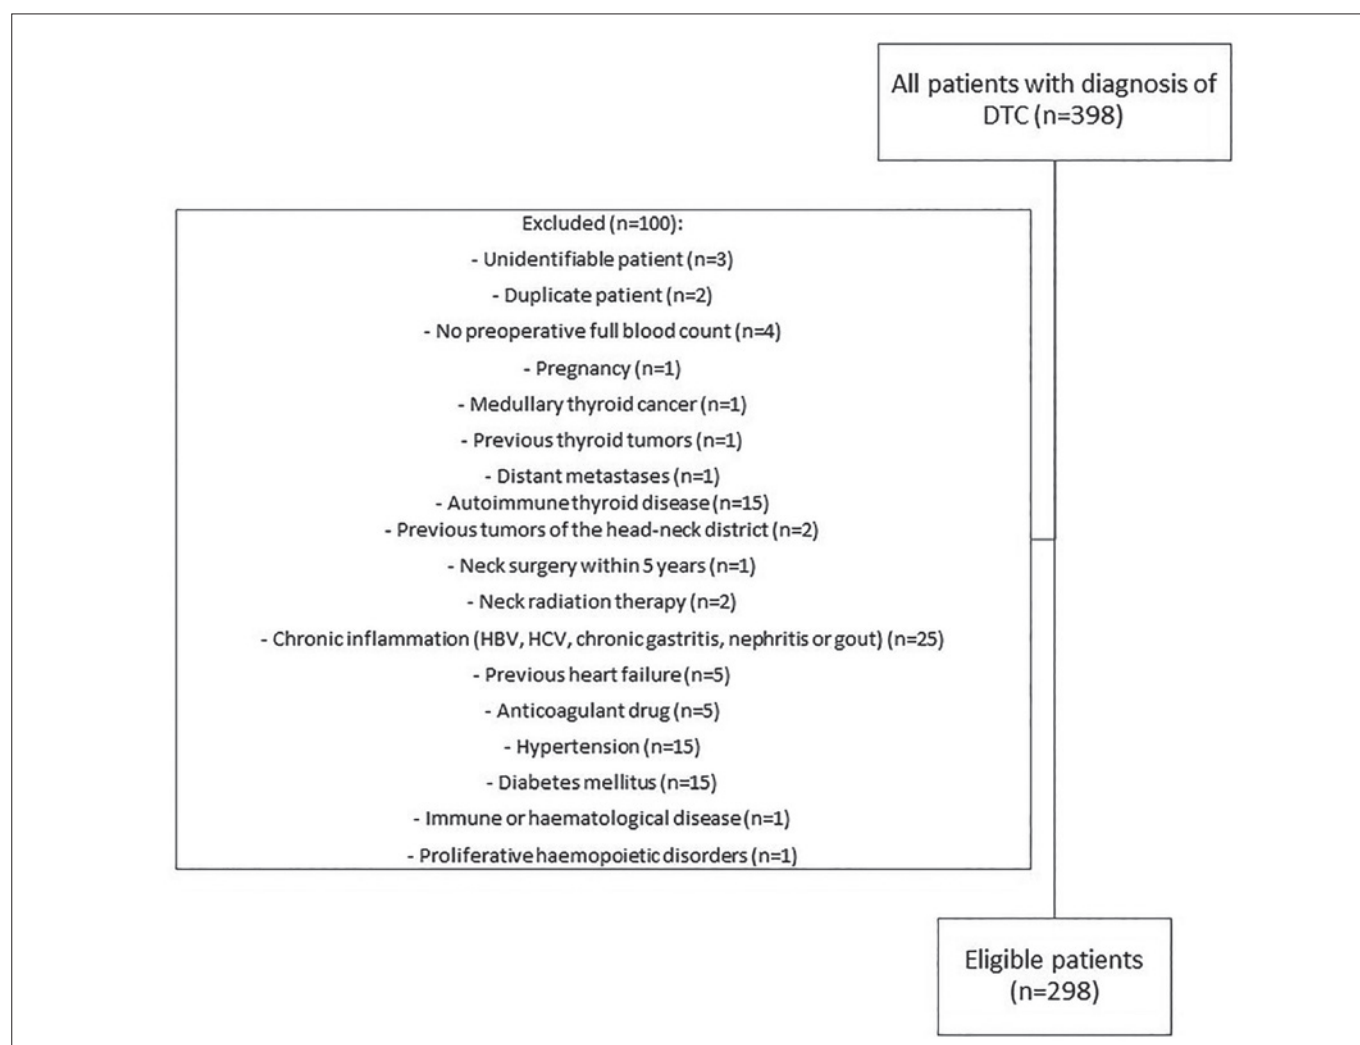 All patients with diagnosis of
DTC (n=398)
Excluded (n=100):
- Unidentifiable patient (n=3)
- Duplicate patient (n=2)
- No preoperative full blood count (n=4)
- Pregnancy (n=1)
- Medullary thyroid cancer (n=1)
- Previous thyroid tumors (n=1)
- Distant metastases (n=1)
- Autoimmune thyroid disease (n=15)
- Previous tumors of the head-neck district (n=2)
- Neck surgery within 5 years (n=1)
- Neck radiation therapy (n=2)
- Chronic inflammation (HBV, HCV, chronic gastritis, nephritis or gout) (n=25)
- Previous heart failure (n=5)
- Anticoagulant drug (n=5)
- Hypertension (n=15)
- Diabetes mellitus (n=15)
- Immune or haematological disease (n=1)
- Proliferative haemopoietic disorders (n=1)
Eligible patients
(n=298)